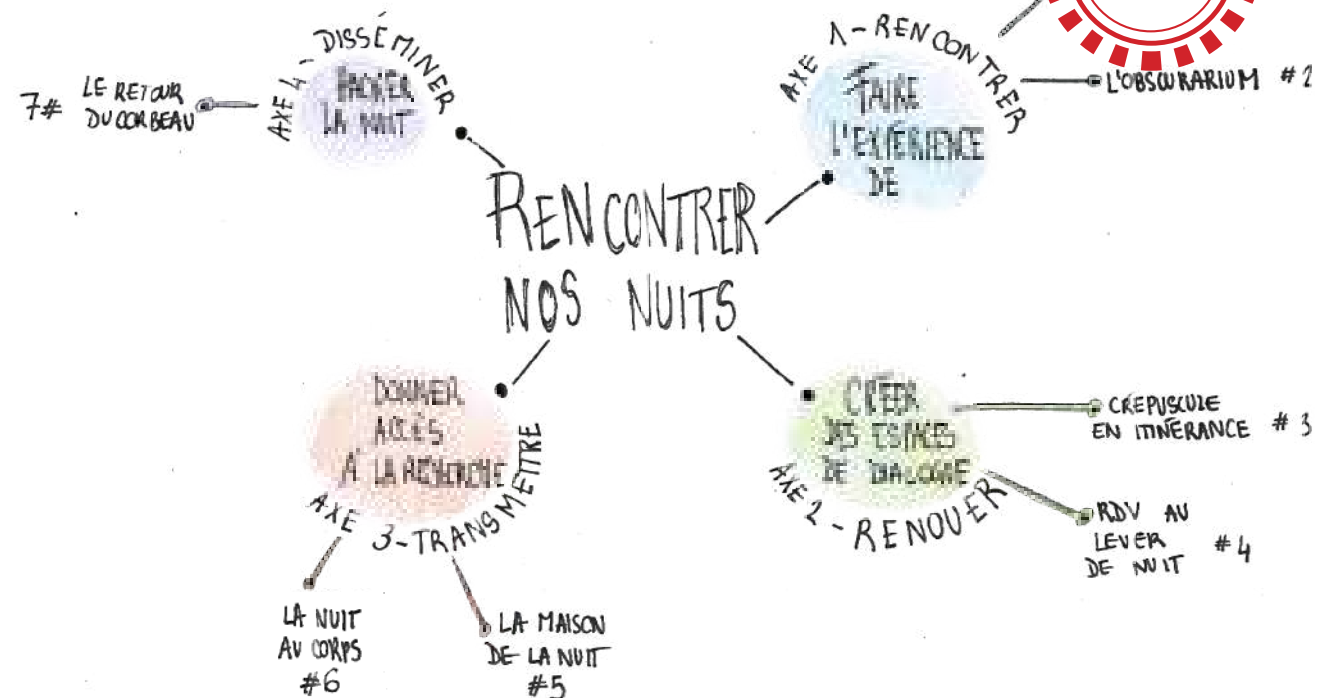 RENCONTRER
NOS NUITS
AXE 1 - RENCONTRER
FAIRE
L'EXPÉRIENCE
DE
L'OBSCURARIUM #2
AXE 2 - RENOUER
CRÉER
DES ESPACES
DE DIALOGUE
CRÉPUSCULE
EN ITINÉRANCE #3
RDV AU
LEVER
DE NUIT #4
AXE 3 - TRANSMETTRE
DONNER
ACCÈS
À LA RECHERCHE
LA MAISON
DE LA NUIT
#5
LA NUIT
AU CORPS
#6
AXE 4 - DISSÉMINER
HACKER
LA NUIT
7# LE RETOUR
DU CORBEAU